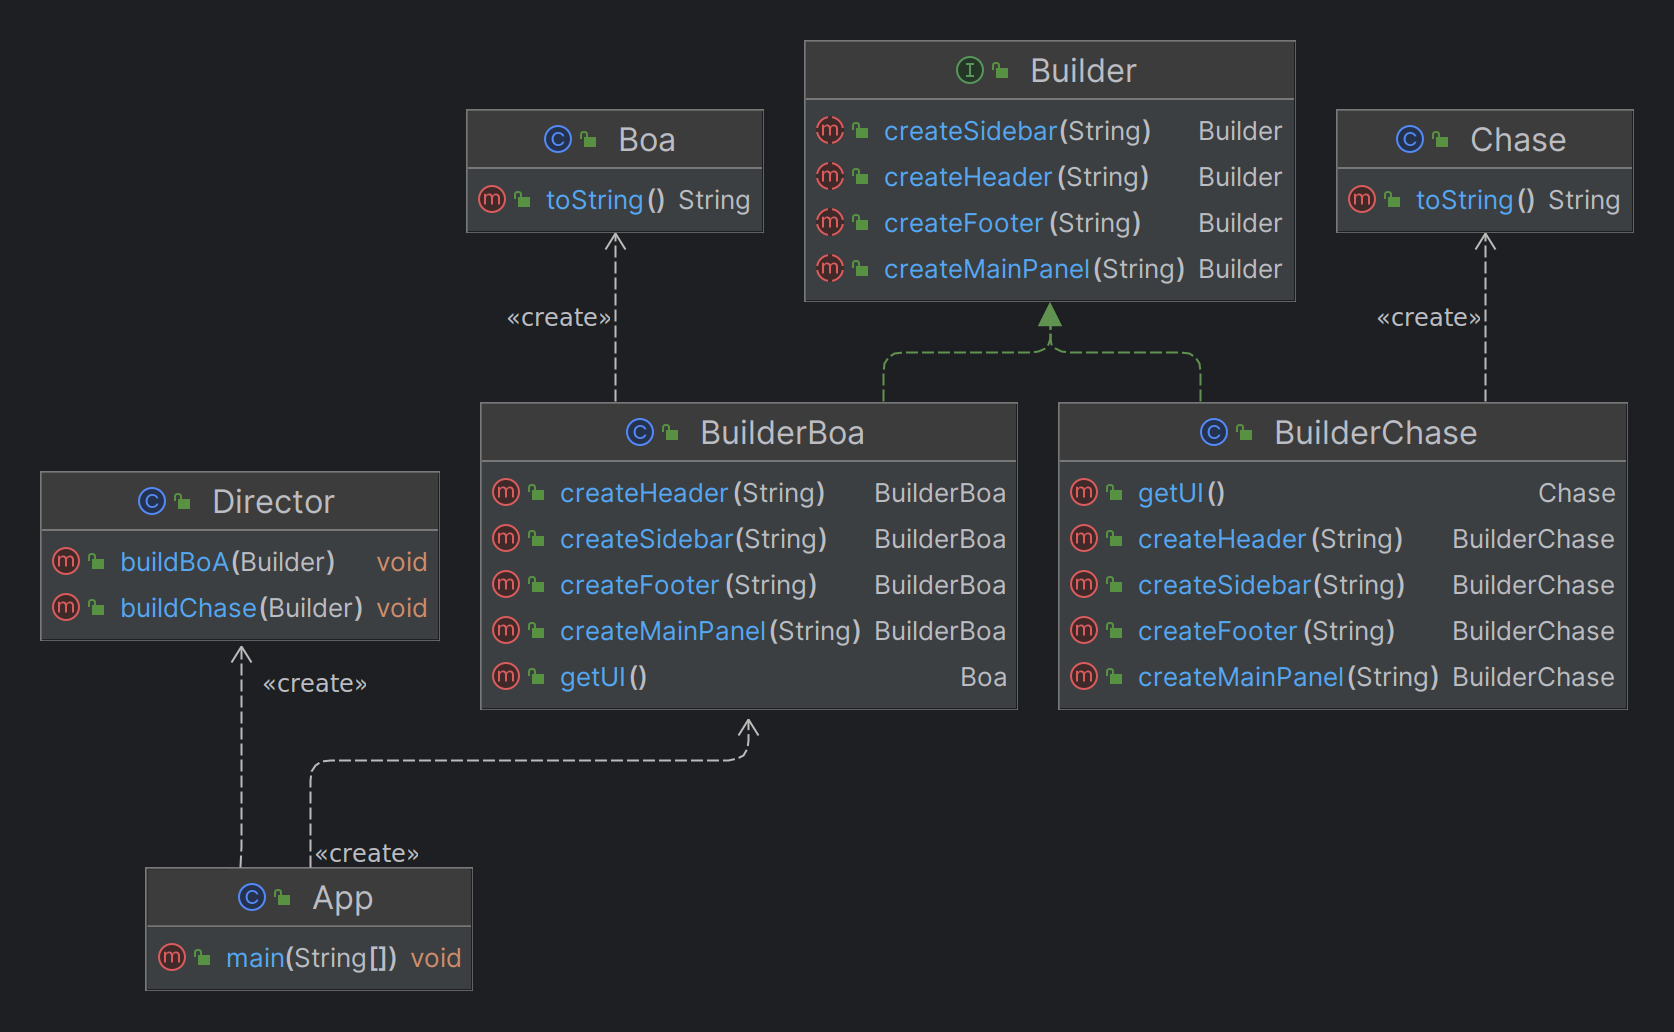 I Builder
m createSidebar(String) Builder
m createHeader(String) Builder
m createFooter(String) Builder
m createMainPanel(String) Builder
C Boa
m toString() String
C Chase
m toString() String
«create»
«create»
C BuilderBoa
m createHeader(String) BuilderBoa
m createSidebar(String) BuilderBoa
m createFooter(String) BuilderBoa
m createMainPanel(String) BuilderBoa
m getUI() Boa
C BuilderChase
m getUI() Chase
m createHeader(String) BuilderChase
m createSidebar(String) BuilderChase
m createFooter(String) BuilderChase
m createMainPanel(String) BuilderChase
C Director
m buildBoA(Builder) void
m buildChase(Builder) void
«create»
«create»
C App
m main(String[]) void